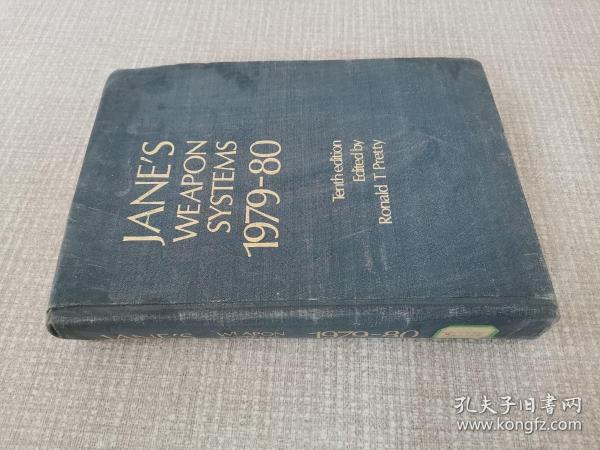 JANE'S
WEAPON
SYSTEMS
1979-80
Tenth edition
Edited by
Ronald T Pretty
JANE'S
WEAPON
1979-80
孔夫子旧書网
www.kongfz.com